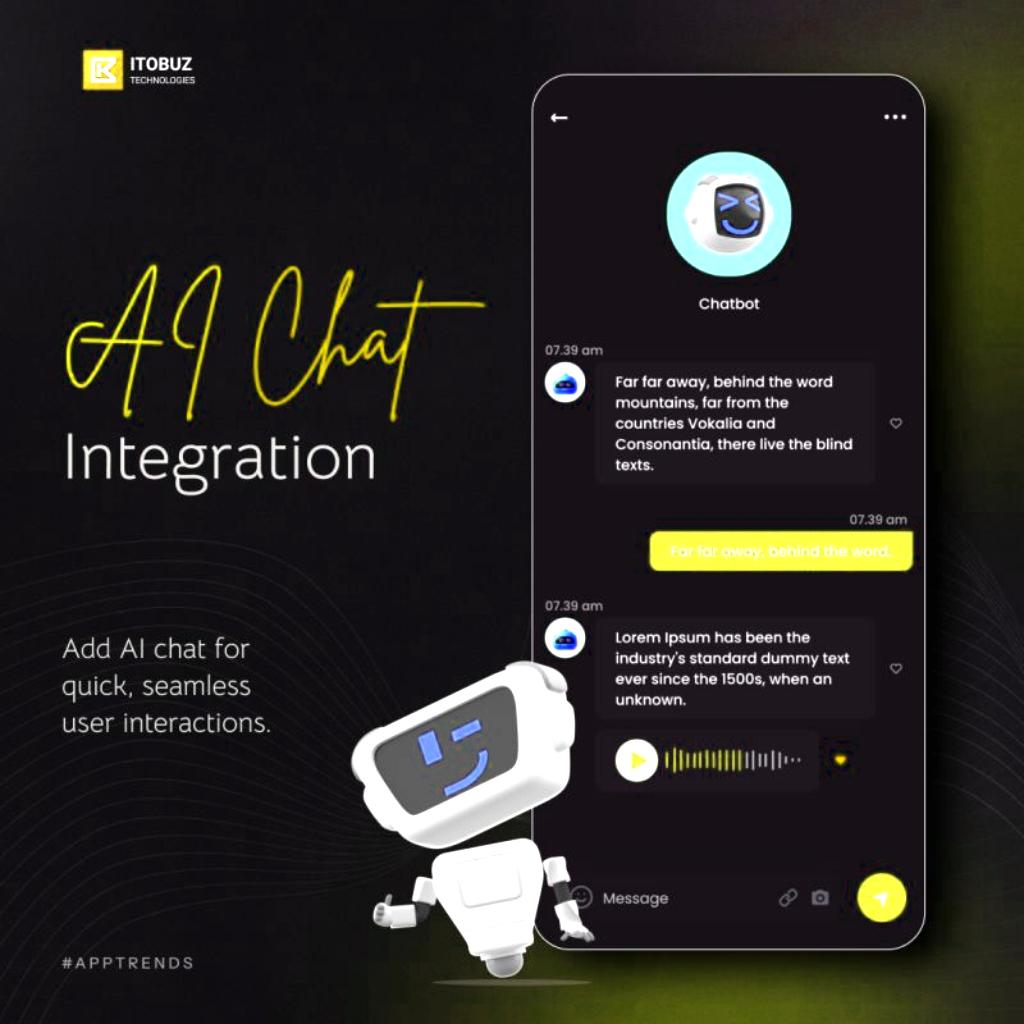 ITOBUZ
TECHNOLOGIES
AI Chat
Integration
Add AI chat for
quick, seamless
user interactions.
#APPTRENDS
Chatbot
07.39 am
Far far away, behind the word
mountains, far from the
countries Vokalia and
Consonantia, there live the blind
texts.
07.39 am
Far far away, behind the word.
07.39 am
Lorem Ipsum has been the
industry's standard dummy text
ever since the 1500s, when an
unknown.
Message